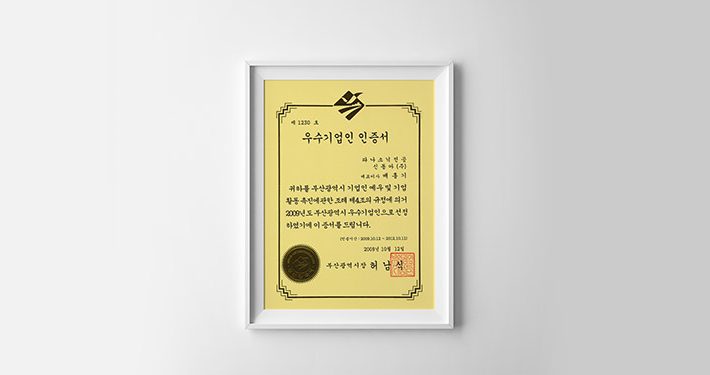 제 1230 호
우수기업인 인증서
파나소닉전공
신동아(주)
대표이사 배종기
귀하를 부산광역시 기업인 예우 및 기업
활동 촉진에관한 조례 제4조의 규정에 의거
2009년도 부산광역시 우수기업인으로 선정
하였기에 이 증서를 드립니다.
(인증기간 : 2009.10.12 ~ 2012.10.11)
2009년 10월 12일
부산광역시장 허남식